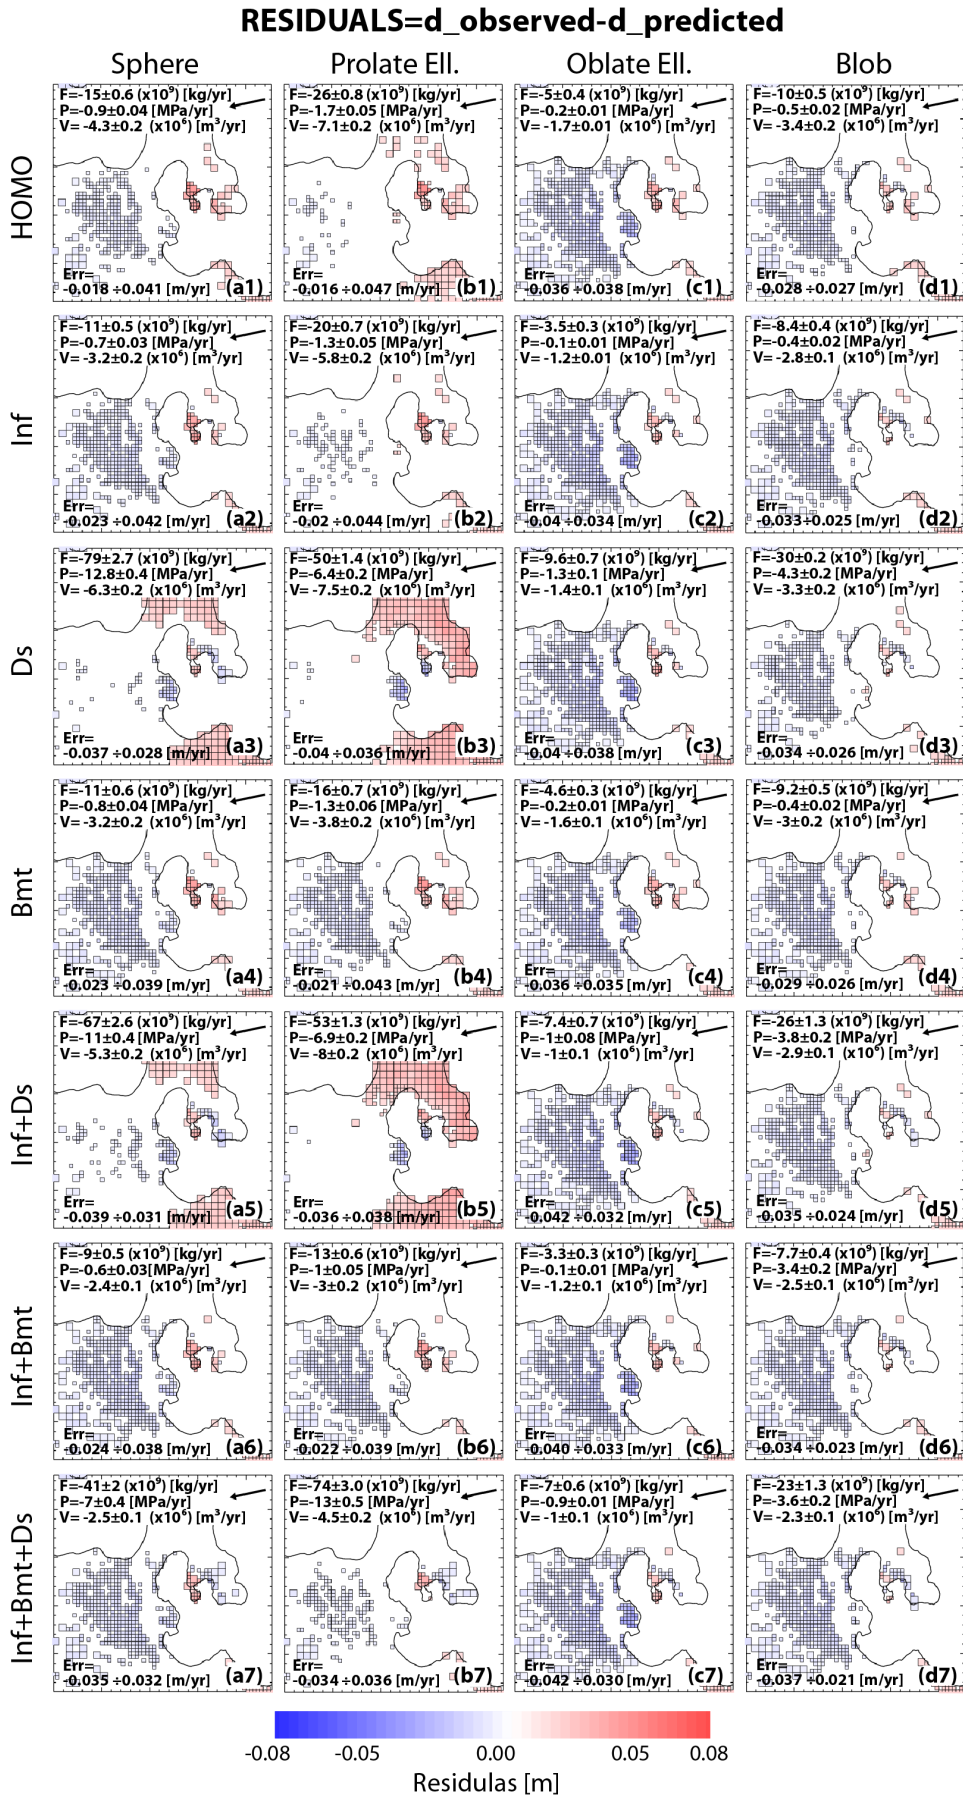 RESIDUALS=d_observed-d_predicted
Sphere Prolate Ell. Oblate Ell. Blob
HOMO
F=-15±0.6 (x10⁹) [kg/yr]
P=-0.9±0.04 [MPa/yr]
V= -4.3±0.2 (x10⁶) [m³/yr]
Err=
-0.018 ÷0.041 [m/yr] (a1)
F=-26±0.8 (x10⁹) [kg/yr]
P=-1.7±0.05 [MPa/yr]
V= -7.1±0.2 (x10⁶) [m³/yr]
Err=
-0.016 ÷0.047 [m/yr] (b1)
F=-5±0.4 (x10⁹) [kg/yr]
P=-0.2±0.01 [MPa/yr]
V= -1.7±0.01 (x10⁶) [m³/yr]
Err=
-0.036 ÷0.038 [m/yr] (c1)
F=-10±0.5 (x10⁹) [kg/yr]
P=-0.5±0.02 [MPa/yr]
V= -3.4±0.2 (x10⁶) [m³/yr]
Err=
-0.028 ÷0.027 [m/yr] (d1)
Inf
F=-11±0.5 (x10⁹) [kg/yr]
P=-0.7±0.03 [MPa/yr]
V= -3.2±0.2 (x10⁶) [m³/yr]
Err=
-0.023 ÷0.042 [m/yr] (a2)
F=-20±0.7 (x10⁹) [kg/yr]
P=-1.3±0.05 [MPa/yr]
V= -5.8±0.2 (x10⁶) [m³/yr]
Err=
-0.02 ÷0.044 [m/yr] (b2)
F=-3.5±0.3 (x10⁹) [kg/yr]
P=-0.1±0.01 [MPa/yr]
V= -1.2±0.01 (x10⁶) [m³/yr]
Err=
-0.04 ÷0.034 [m/yr] (c2)
F=-8.4±0.4 (x10⁹) [kg/yr]
P=-0.4±0.02 [MPa/yr]
V= -2.8±0.1 (x10⁶) [m³/yr]
Err=
-0.033÷0.025 [m/yr] (d2)
Ds
F=-79±2.7 (x10⁹) [kg/yr]
P=-12.8±0.4 [MPa/yr]
V= -6.3±0.2 (x10⁶) [m³/yr]
Err=
-0.037 ÷0.028 [m/yr] (a3)
F=-50±1.4 (x10⁹) [kg/yr]
P=-6.4±0.2 [MPa/yr]
V= -7.5±0.2 (x10⁶) [m³/yr]
Err=
-0.04 ÷0.036 [m/yr] (b3)
F=-9.6±0.7 (x10⁹) [kg/yr]
P=-1.3±0.1 [MPa/yr]
V= -1.4±0.1 (x10⁶) [m³/yr]
Err=
-0.04 ÷0.038 [m/yr] (c3)
F=-30±0.2 (x10⁹) [kg/yr]
P=-4.3±0.2 [MPa/yr]
V= -3.3±0.2 (x10⁶) [m³/yr]
Err=
-0.034 ÷0.026 [m/yr] (d3)
Bmt
F=-11±0.6 (x10⁹) [kg/yr]
P=-0.8±0.04 [MPa/yr]
V= -3.2±0.2 (x10⁶) [m³/yr]
Err=
-0.023 ÷0.039 [m/yr] (a4)
F=-16±0.7 (x10⁹) [kg/yr]
P=-1.3±0.06 [MPa/yr]
V= -3.8±0.2 (x10⁶) [m³/yr]
Err=
-0.021 ÷0.043 [m/yr] (b4)
F=-4.6±0.3 (x10⁹) [kg/yr]
P=-0.2±0.01 [MPa/yr]
V= -1.6±0.1 (x10⁶) [m³/yr]
Err=
-0.036 ÷0.035 [m/yr] (c4)
F=-9.2±0.5 (x10⁹) [kg/yr]
P=-0.4±0.02 [MPa/yr]
V= -3±0.2 (x10⁶) [m³/yr]
Err=
-0.029 ÷0.026 [m/yr] (d4)
Inf+Ds
F=-67±2.6 (x10⁹) [kg/yr]
P=-11±0.4 [MPa/yr]
V= -5.3±0.2 (x10⁶) [m³/yr]
Err=
-0.039 ÷0.031 [m/yr] (a5)
F=-53±1.3 (x10⁹) [kg/yr]
P=-6.9±0.2 [MPa/yr]
V= -8±0.2 (x10⁶) [m³/yr]
Err=
-0.036 ÷0.038 [m/yr] (b5)
F=-7.4±0.7 (x10⁹) [kg/yr]
P=-1±0.08 [MPa/yr]
V= -1±0.1 (x10⁶) [m³/yr]
Err=
-0.042 ÷0.032 [m/yr] (c5)
F=-26±1.3 (x10⁹) [kg/yr]
P=-3.8±0.2 [MPa/yr]
V= -2.9±0.1 (x10⁶) [m³/yr]
Err=
-0.035 ÷0.024 [m/yr] (d5)
Inf+Bmt
F=-9±0.5 (x10⁹) [kg/yr]
P=-0.6±0.03[MPa/yr]
V= -2.4±0.1 (x10⁶) [m³/yr]
Err=
-0.024 ÷0.038 [m/yr] (a6)
F=-13±0.6 (x10⁹) [kg/yr]
P=-1±0.05 [MPa/yr]
V= -3±0.2 (x10⁶) [m³/yr]
Err=
-0.022 ÷0.039 [m/yr] (b6)
F=-3.3±0.3 (x10⁹) [kg/yr]
P=-0.1±0.01 [MPa/yr]
V= -1.2±0.1 (x10⁶) [m³/yr]
Err=
-0.040 ÷0.033 [m/yr] (c6)
F=-7.7±0.4 (x10⁹) [kg/yr]
P=-3.4±0.2 [MPa/yr]
V= -2.5±0.1 (x10⁶) [m³/yr]
Err=
-0.034 ÷0.023 [m/yr] (d6)
Inf+Bmt+Ds
F=-41±2 (x10⁹) [kg/yr]
P=-7±0.4 [MPa/yr]
V= -2.5±0.1 (x10⁶) [m³/yr]
Err=
-0.035 ÷0.032 [m/yr] (a7)
F=-74±3.0 (x10⁹) [kg/yr]
P=-13±0.5 [MPa/yr]
V= -4.5±0.2 (x10⁶) [m³/yr]
Err=
-0.034 ÷0.036 [m/yr] (b7)
F=-7±0.6 (x10⁹) [kg/yr]
P=-0.9±0.01 [MPa/yr]
V= -1±0.1 (x10⁶) [m³/yr]
Err=
-0.042 ÷0.030 [m/yr] (c7)
F=-23±1.3 (x10⁹) [kg/yr]
P=-3.6±0.2 [MPa/yr]
V= -2.3±0.1 (x10⁶) [m³/yr]
Err=
-0.037 ÷0.021 [m/yr] (d7)
-0.08 -0.05 0.00 0.05 0.08
Residulas [m]